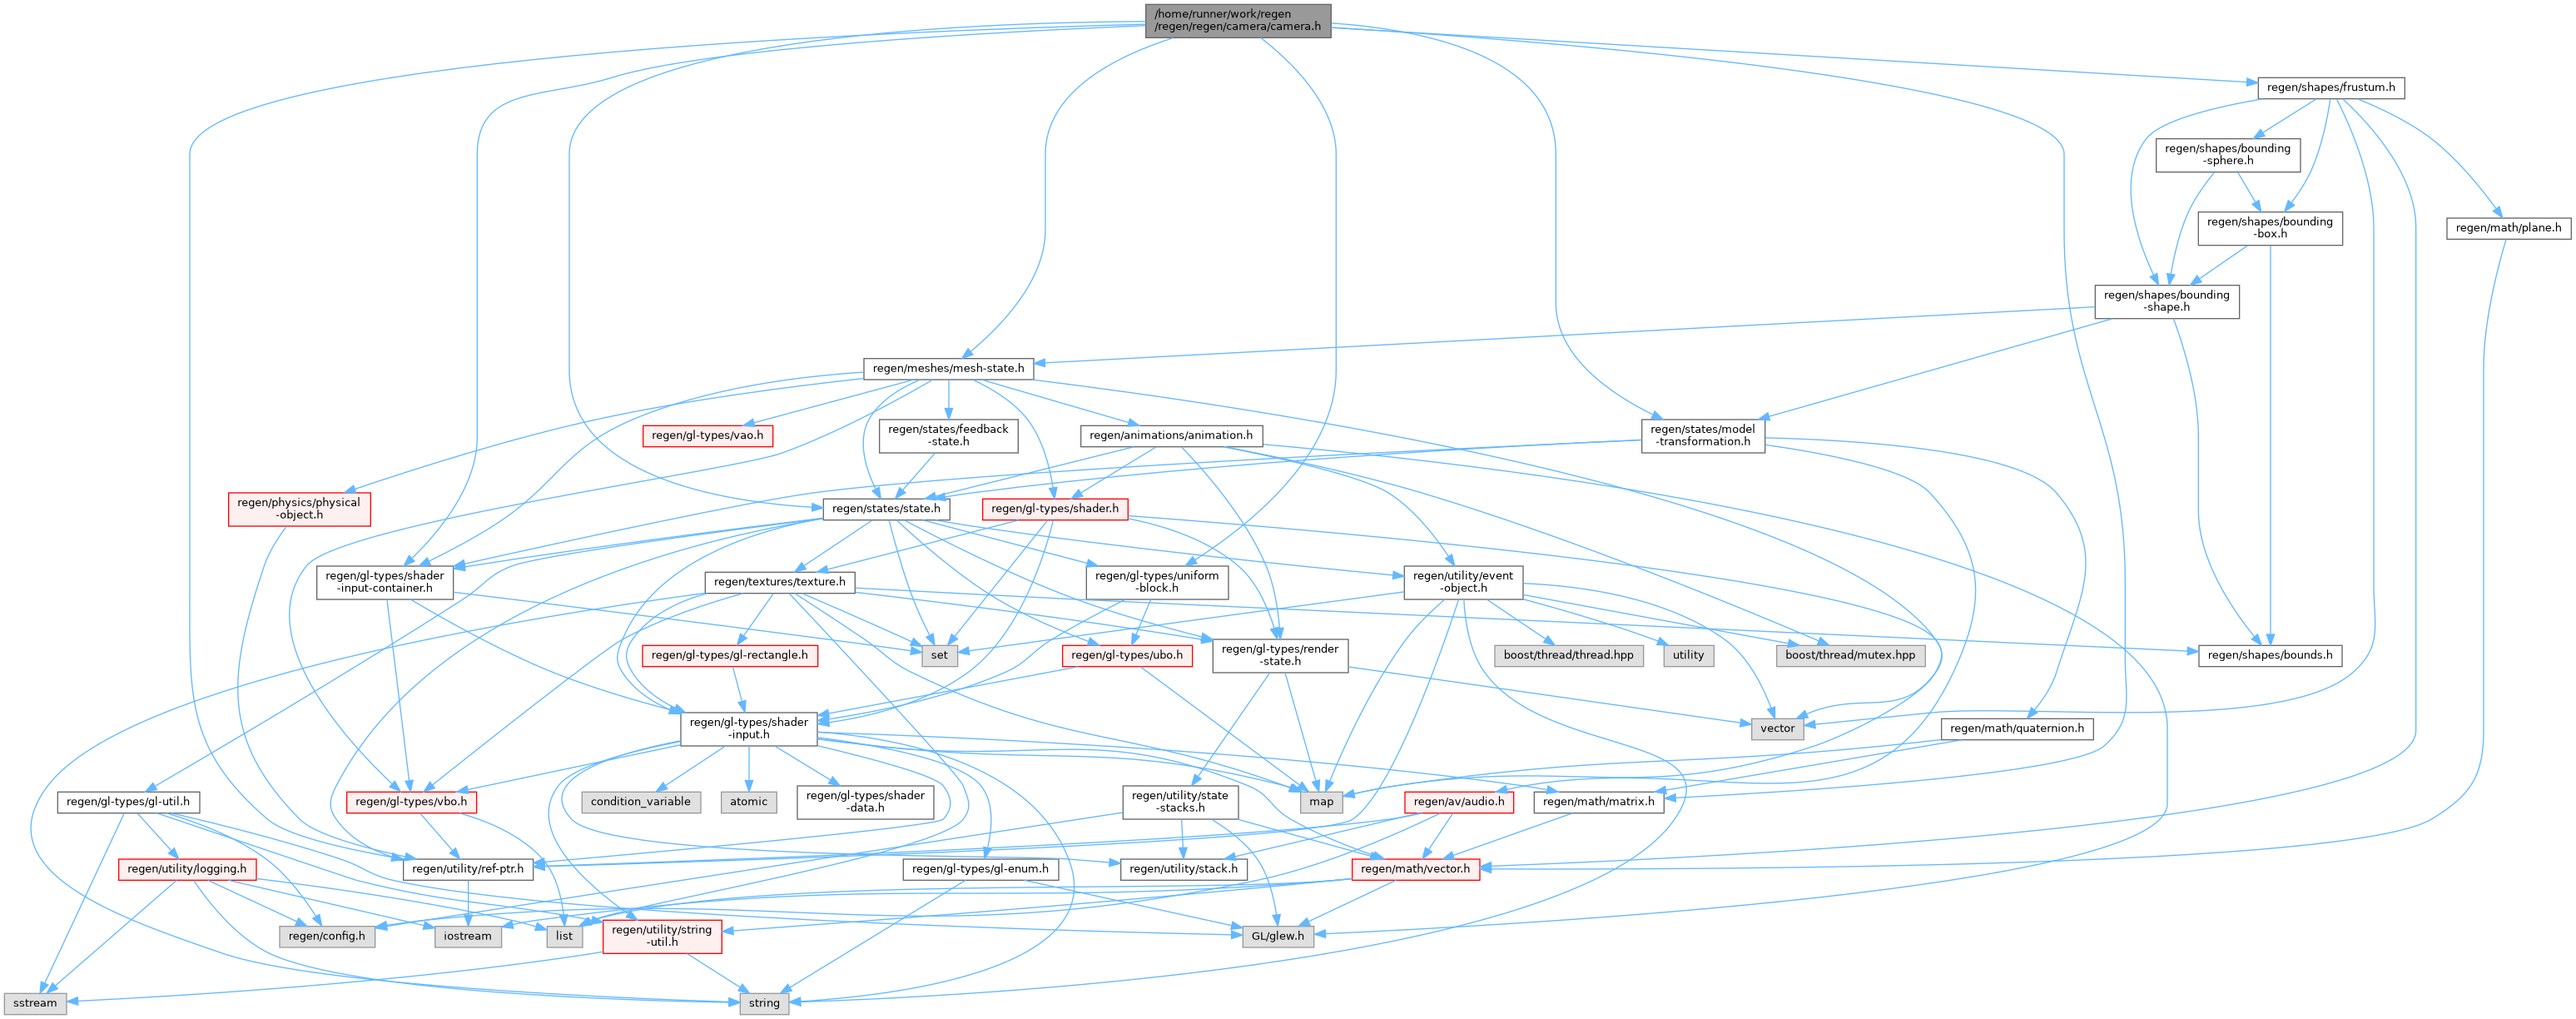 /home/runner/work/regen
/regen/regen/camera/camera.h
regen/shapes/frustum.h
regen/shapes/bounding
-sphere.h
regen/shapes/bounding
-box.h
regen/math/plane.h
regen/shapes/bounding
-shape.h
regen/meshes/mesh-state.h
regen/gl-types/vao.h
regen/states/feedback
-state.h
regen/animations/animation.h
regen/states/model
-transformation.h
regen/physics/physical
-object.h
regen/states/state.h
regen/gl-types/shader.h
regen/gl-types/shader
-input-container.h
regen/textures/texture.h
regen/gl-types/uniform
-block.h
regen/utility/event
-object.h
regen/gl-types/gl-rectangle.h
set
regen/gl-types/ubo.h
regen/gl-types/render
-state.h
boost/thread/thread.hpp
utility
boost/thread/mutex.hpp
regen/shapes/bounds.h
regen/gl-types/shader
-input.h
vector
regen/math/quaternion.h
regen/gl-types/gl-util.h
regen/gl-types/vbo.h
condition_variable
atomic
regen/gl-types/shader
-data.h
regen/utility/state
-stacks.h
map
regen/av/audio.h
regen/math/matrix.h
regen/utility/logging.h
regen/utility/ref-ptr.h
regen/gl-types/gl-enum.h
regen/utility/stack.h
regen/math/vector.h
regen/config.h
iostream
list
regen/utility/string
-util.h
GL/glew.h
sstream
string